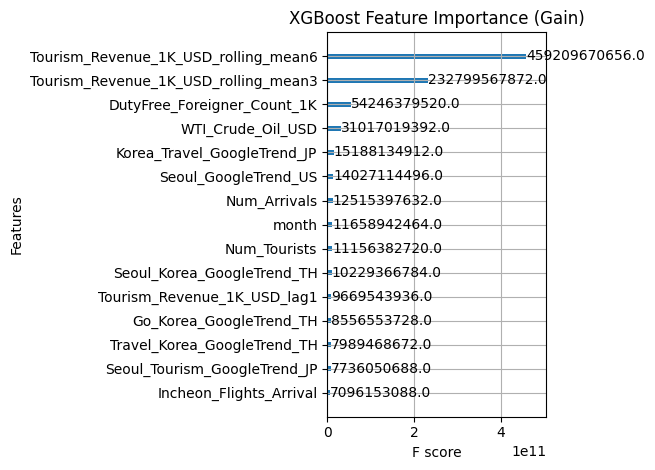 XGBoost Feature Importance (Gain)
Tourism_Revenue_1K_USD_rolling_mean6 459209670656.0
Tourism_Revenue_1K_USD_rolling_mean3 232799567872.0
DutyFree_Foreigner_Count_1K 54246379520.0
WTI_Crude_Oil_USD 31017019392.0
Korea_Travel_GoogleTrend_JP 15188134912.0
Seoul_GoogleTrend_US 14027114496.0
Num_Arrivals 12515397632.0
month 11658942464.0
Num_Tourists 11156382720.0
Seoul_Korea_GoogleTrend_TH 10229366784.0
Tourism_Revenue_1K_USD_lag1 9669543936.0
Go_Korea_GoogleTrend_TH 8556553728.0
Travel_Korea_GoogleTrend_TH 7989468672.0
Seoul_Tourism_GoogleTrend_JP 7736050688.0
Incheon_Flights_Arrival 7096153088.0
Features
0 2 4
1e11
F score